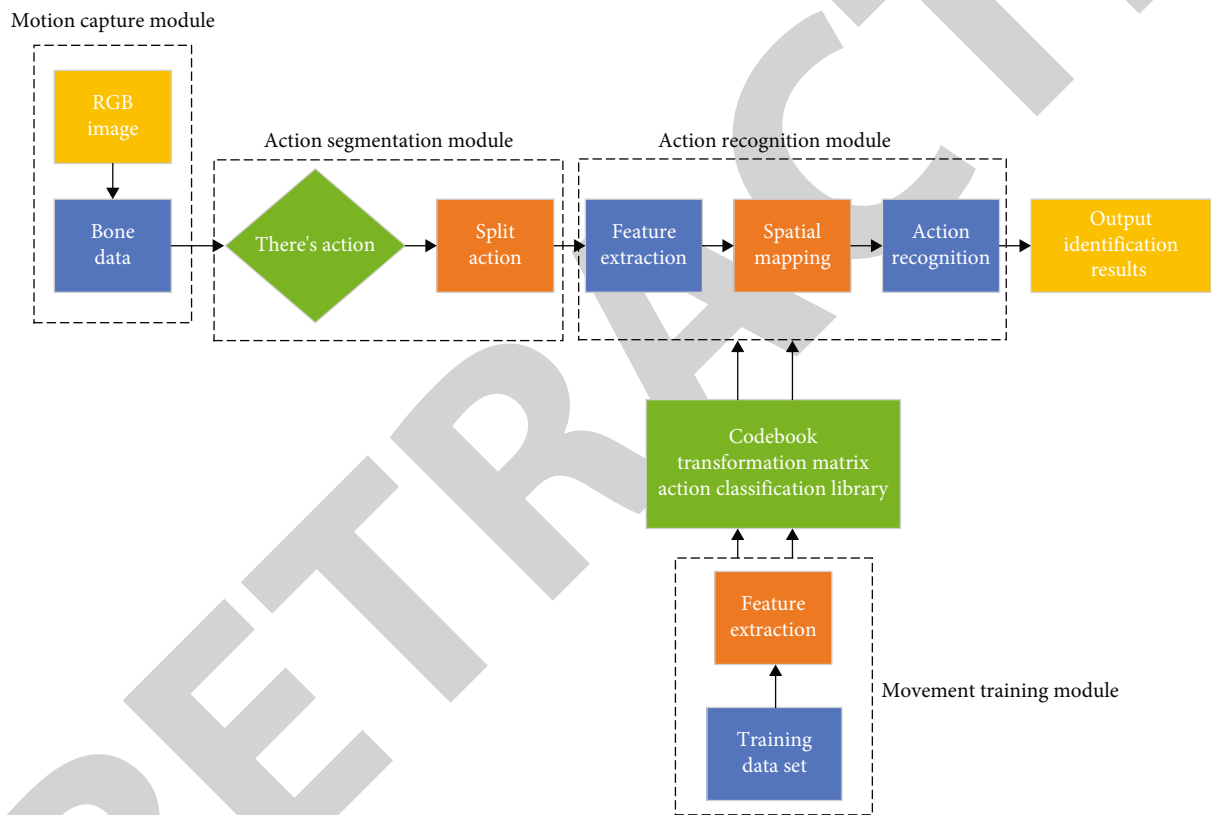 Motion capture module
RGB
image
Bone
data
Action segmentation module
There's action
Split
action
Action recognition module
Feature
extraction
Spatial
mapping
Action
recognition
Output
identification
results
Codebook
transformation matrix
action classification library
Feature
extraction
Training
data set
Movement training module
RETRACT